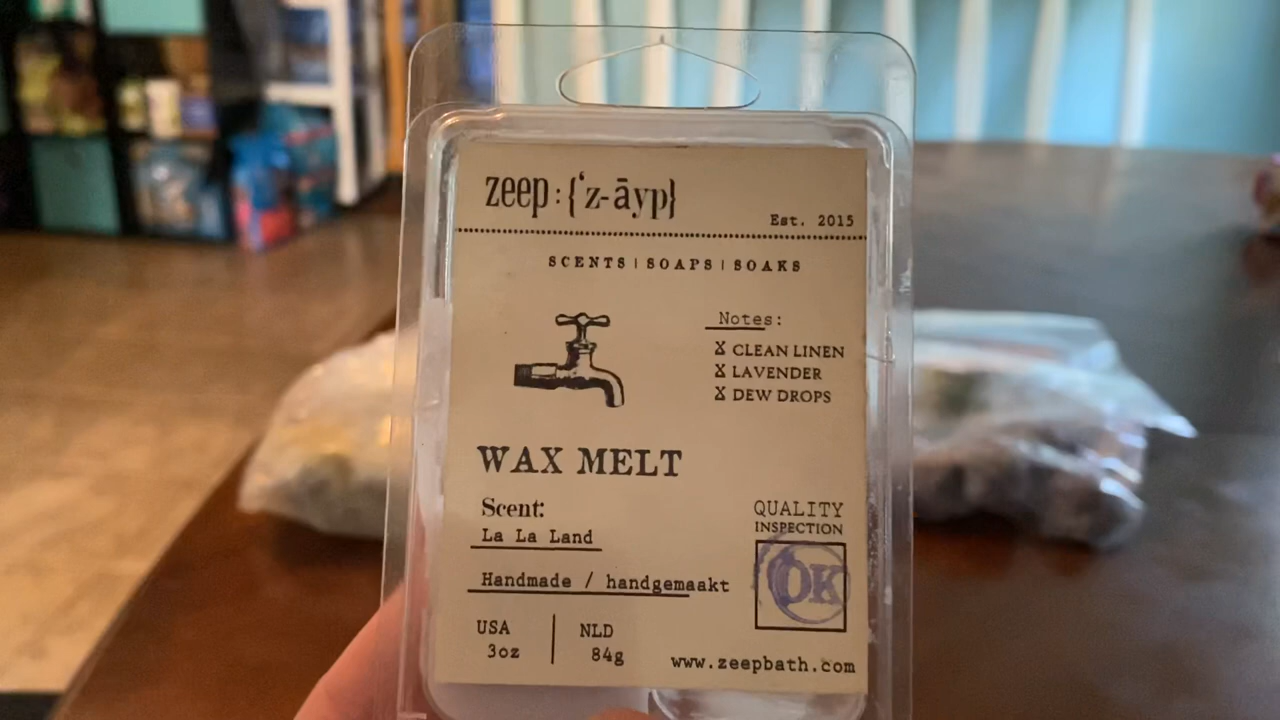 zeep:{'z-āyp}
Est. 2015
SCENTS | SOAPS | SOAKS
Notes:
X CLEAN LINEN
X LAVENDER
X DEW DROPS
WAX MELT
Scent:
La La Land
Handmade / handgemaakt
QUALITY
INSPECTION
OK
USA
3oz
NLD
84g
www.zeepbath.com